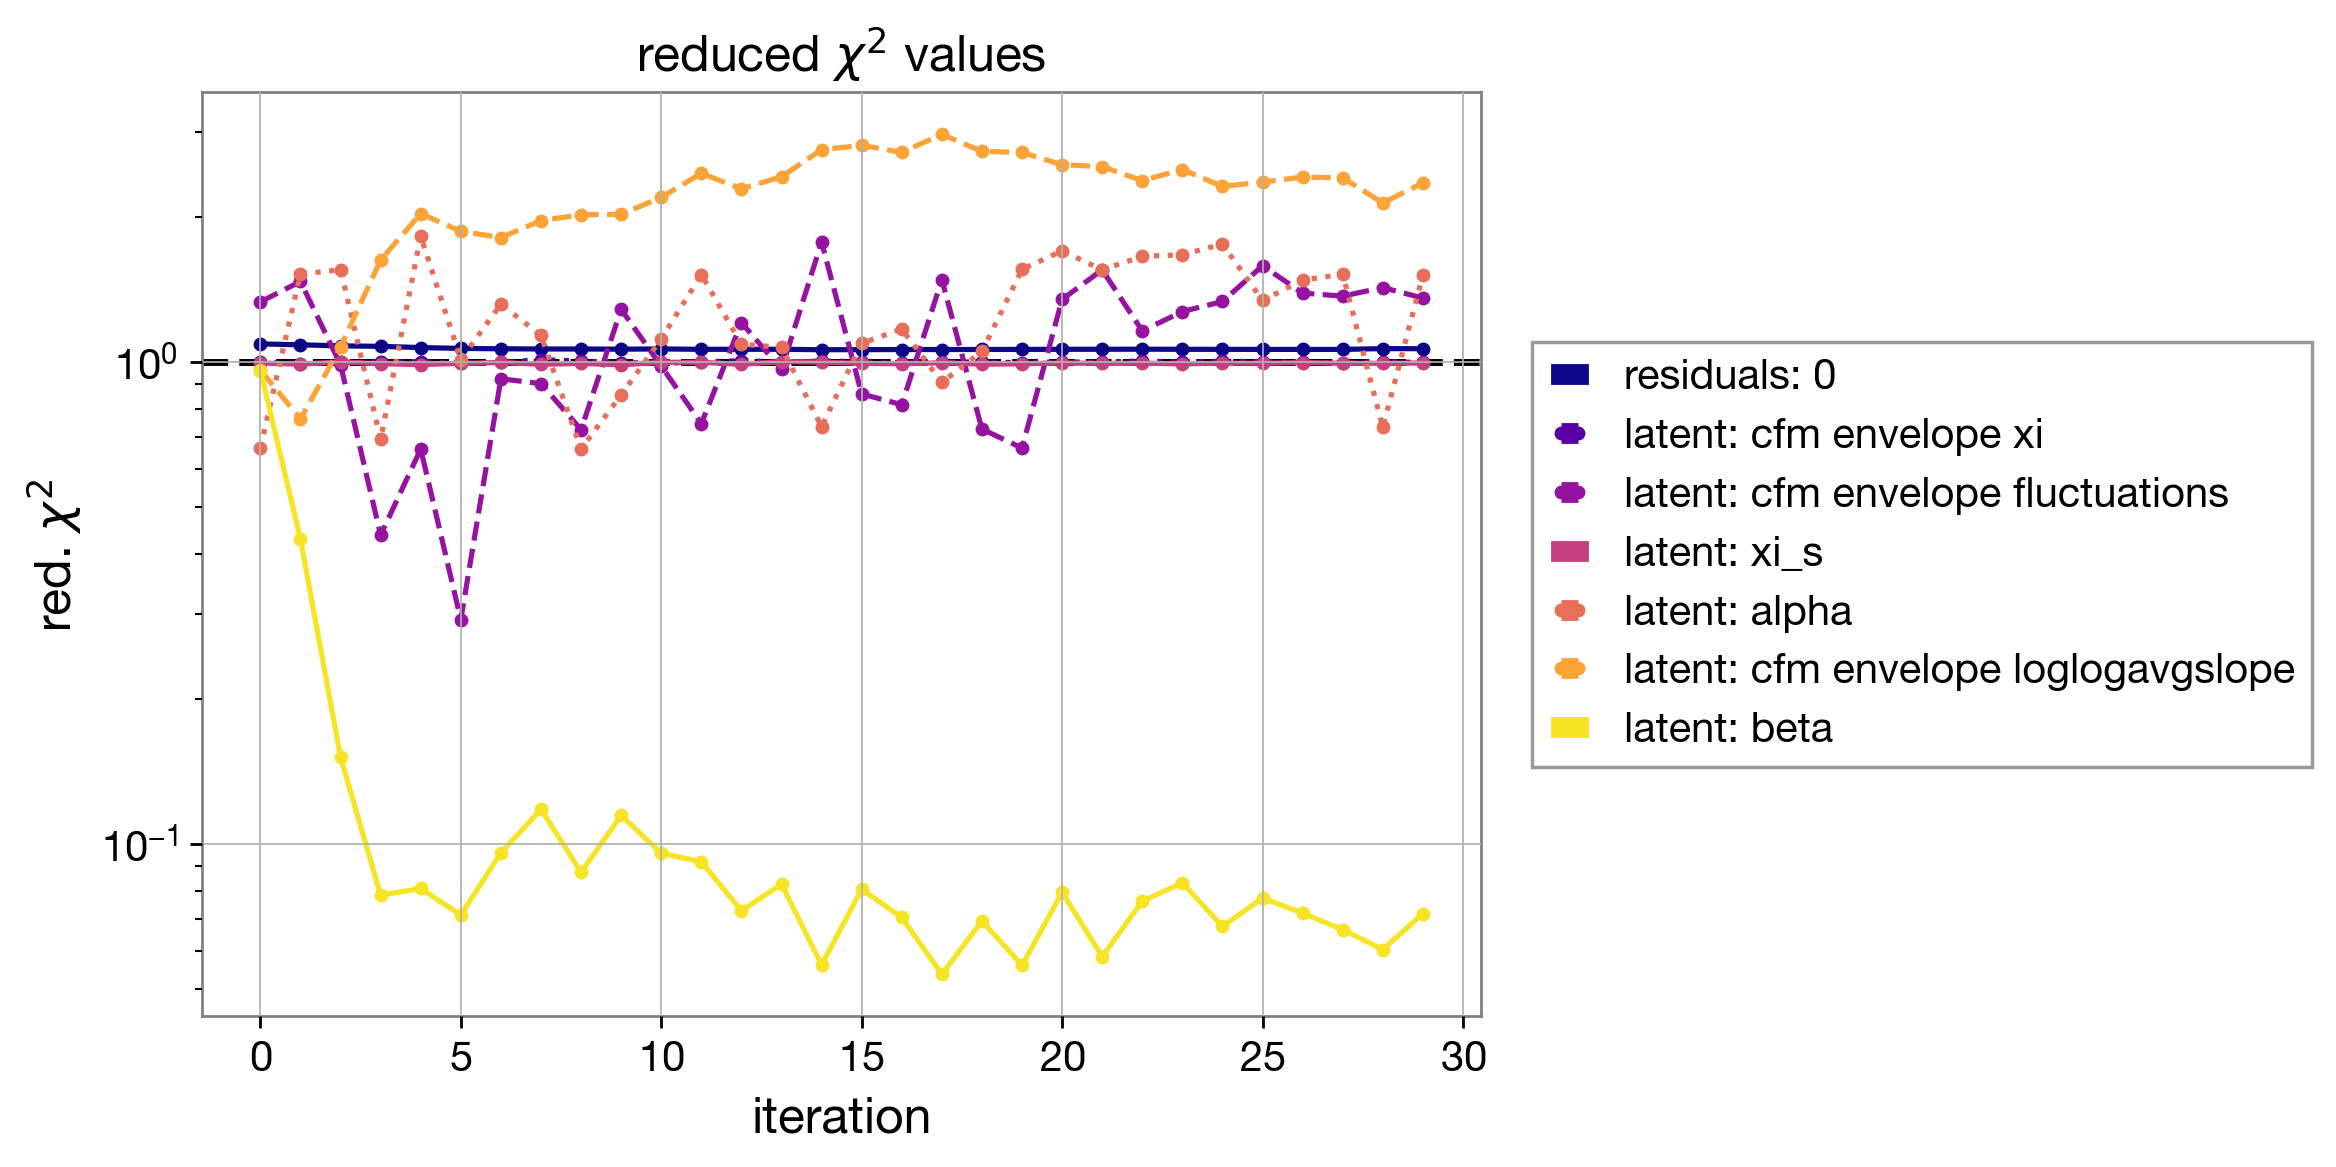 reduced χ² values
red. χ²
10⁰
10⁻¹
0 5 10 15 20 25 30
iteration
residuals: 0
latent: cfm envelope xi
latent: cfm envelope fluctuations
latent: xi_s
latent: alpha
latent: cfm envelope loglogavgslope
latent: beta